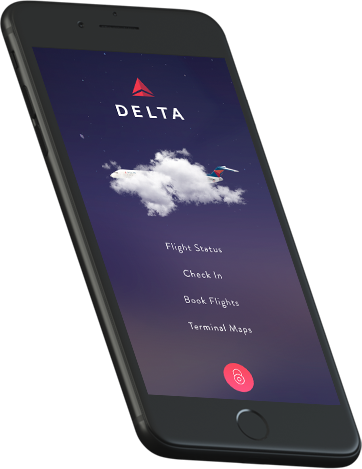 DELTA
Flight Status
Check In
Book Flights
Terminal Maps